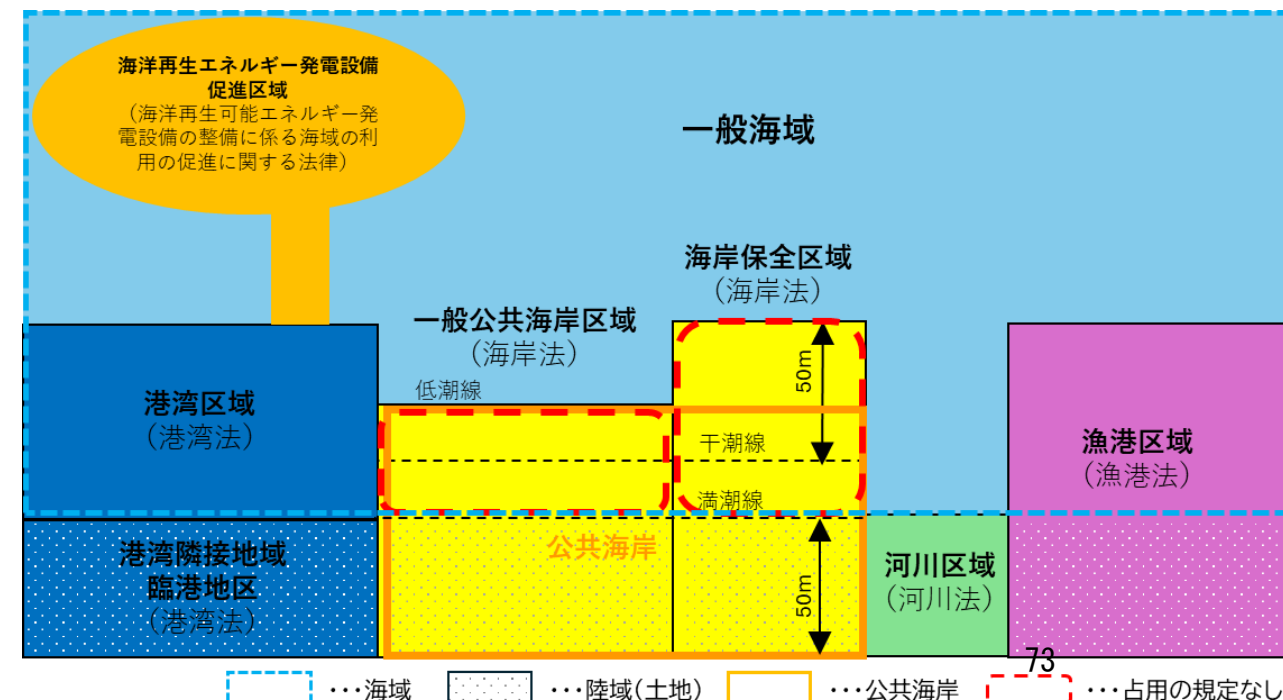 海洋再生エネルギー発電設備
促進区域
（海洋再生可能エネルギー発
電設備の整備に係る海域の利
用の促進に関する法律）
一般海域
海岸保全区域
（海岸法）
一般公共海岸区域
（海岸法）
低潮線
50m
港湾区域
（港湾法）
干潮線
満潮線
漁港区域
（漁港法）
港湾隣接地域
臨港地区
（港湾法）
公共海岸
50m
河川区域
（河川法）
73
･･･海域
･･･陸域(土地)
･･･公共海岸
･･･占用の規定なし